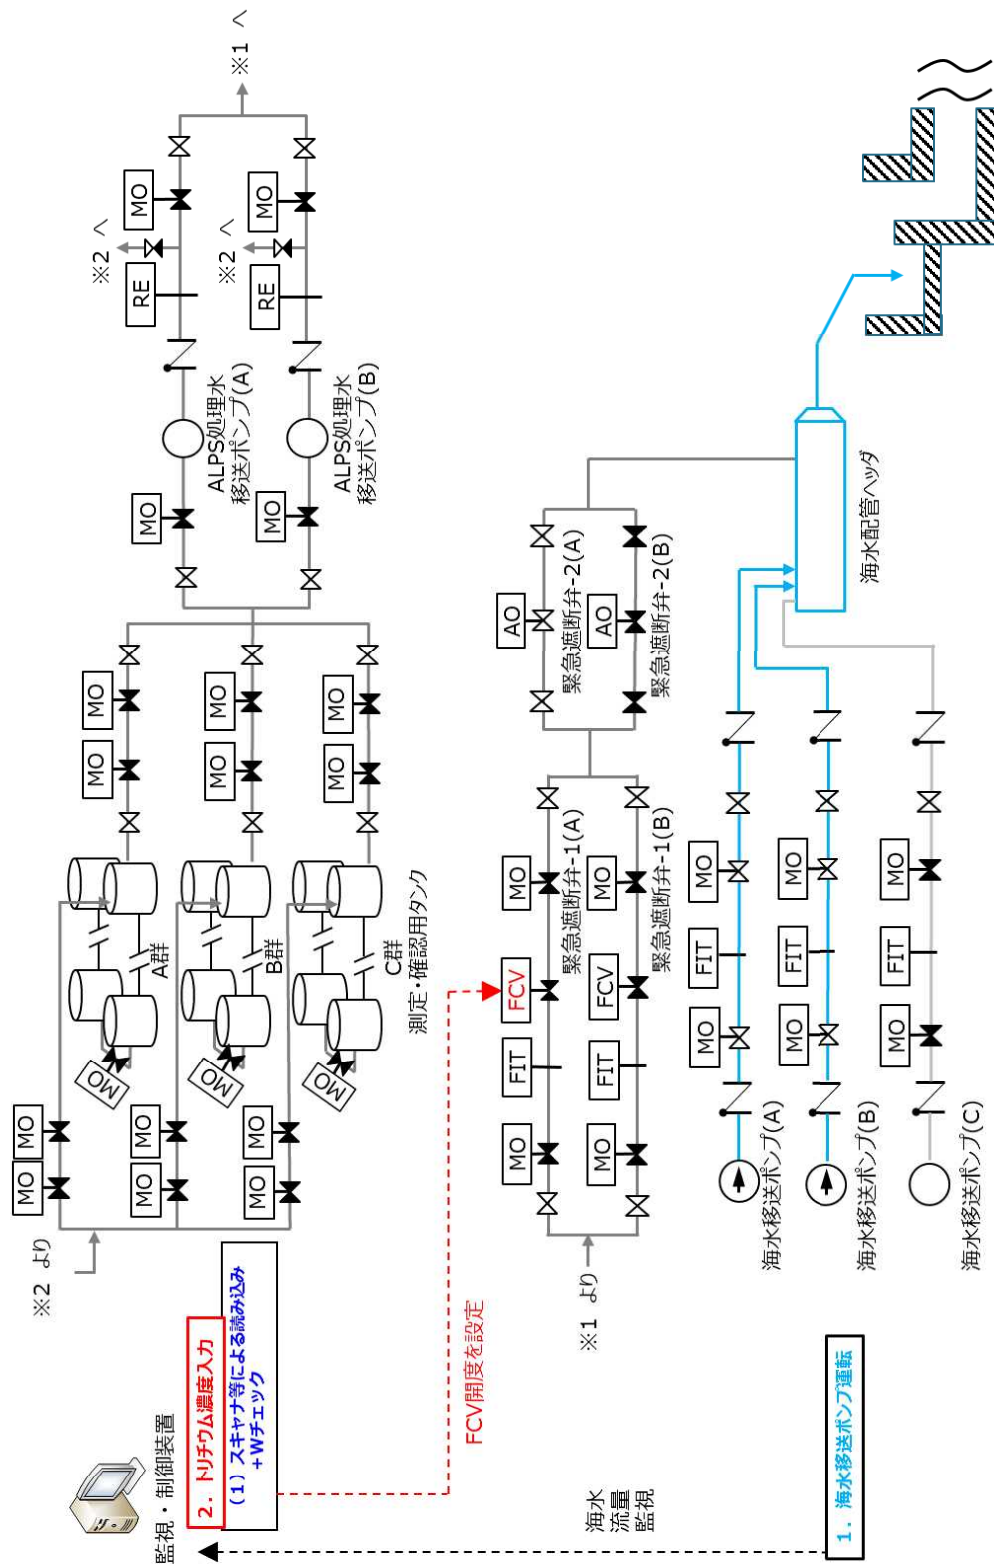 監視・制御装置
2. トリチウム濃度入力
(1) スキャナ等による読み込み
+Wチェック
※2 より
MO
MO
MO
MO
MO
MO
MO
MO
MO
A群
B群
C群
測定・確認用タンク
MO
MO
MO
MO
MO
MO
MO
MO
ALPS処理水
移送ポンプ(A)
ALPS処理水
移送ポンプ(B)
RE
RE
※2 へ
※2 へ
MO
MO
※1 へ
FCV開度を設定
海水
流量
監視
※1 より
MO
FIT
FCV
MO
緊急遮断弁-1(A)
MO
FIT
FCV
MO
緊急遮断弁-1(B)
AO
緊急遮断弁-2(A)
AO
緊急遮断弁-2(B)
1. 海水移送ポンプ運転
海水移送ポンプ(A)
MO
FIT
MO
海水移送ポンプ(B)
MO
FIT
MO
海水移送ポンプ(C)
MO
FIT
MO
海水配管ヘッダ